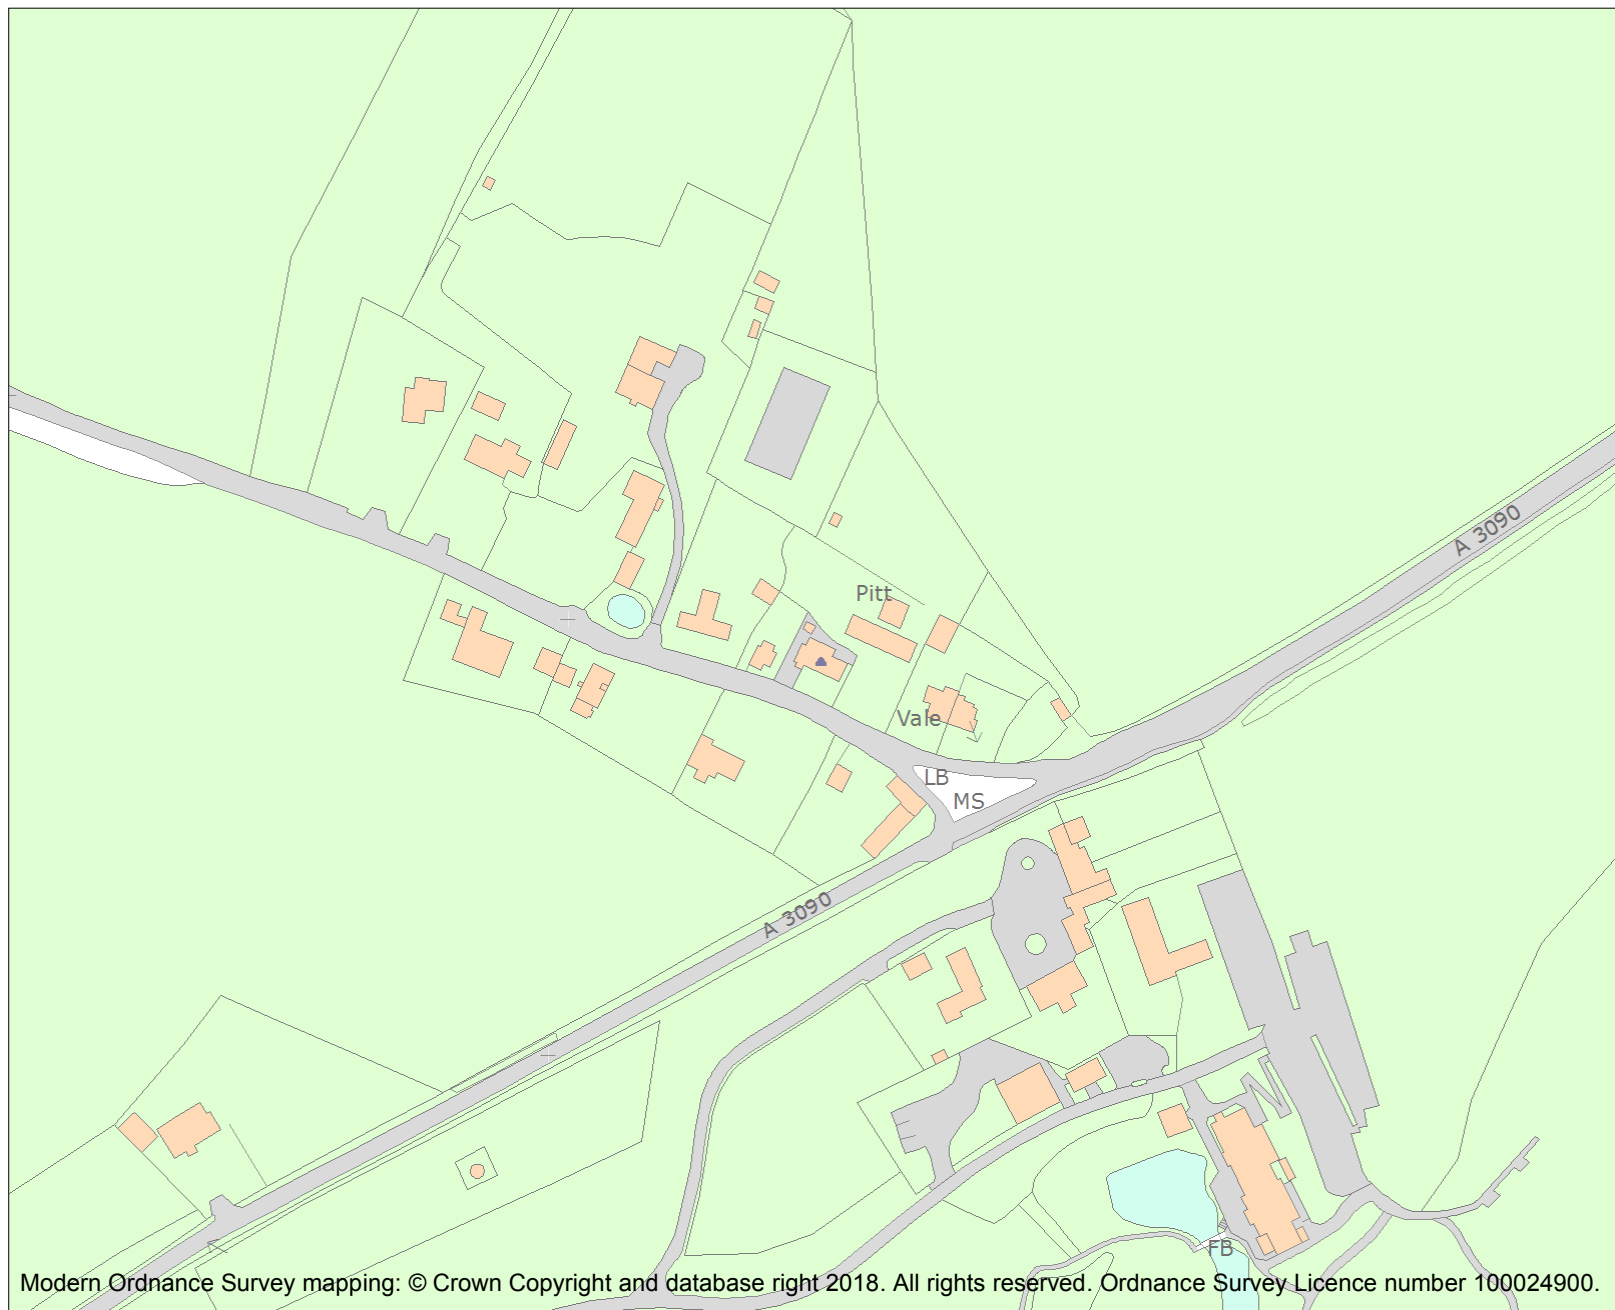 A 3090
Pitt
Vale
LB
MS
A 3090
FB
Modern Ordnance Survey mapping: © Crown Copyright and database right 2018. All rights reserved. Ordnance Survey Licence number 100024900.